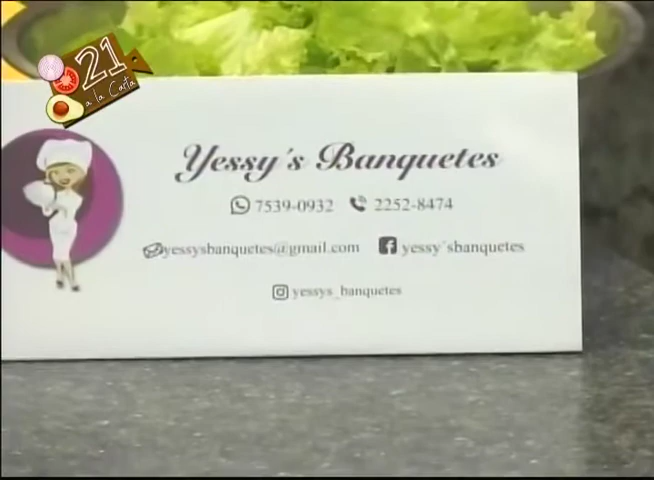 21
a la Carta
Yessy´s Banquetes
7539-0932 2252-8474
yessysbanquetes@gmail.com yessy´sbanquetes
yessys_banquetes